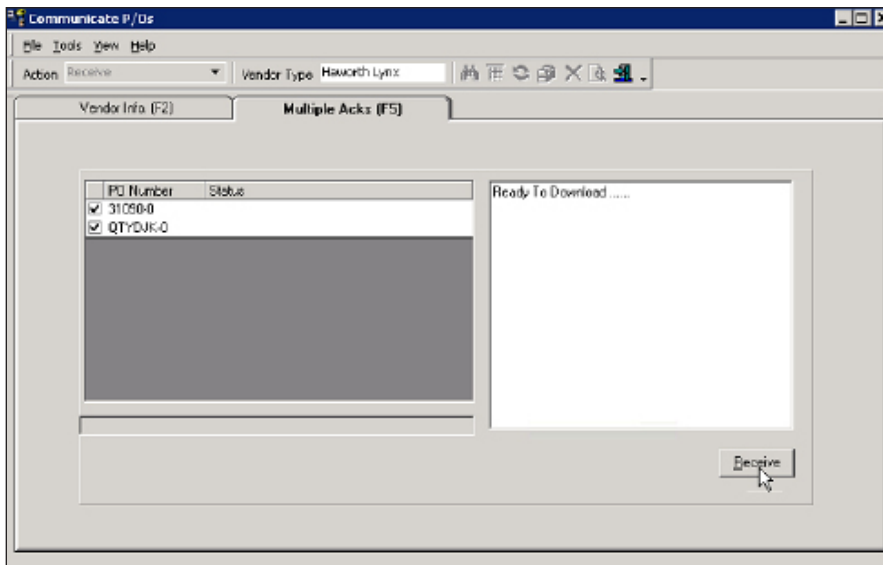 Communicate P/Os
File Tools View Help
Action Receive Vendor Type Haworth Lynx
Vendor Info. (F2) Multiple Acks (F5)
PO Number Status
31090-0
QTYDJK-0
Ready To Download ......
Receive